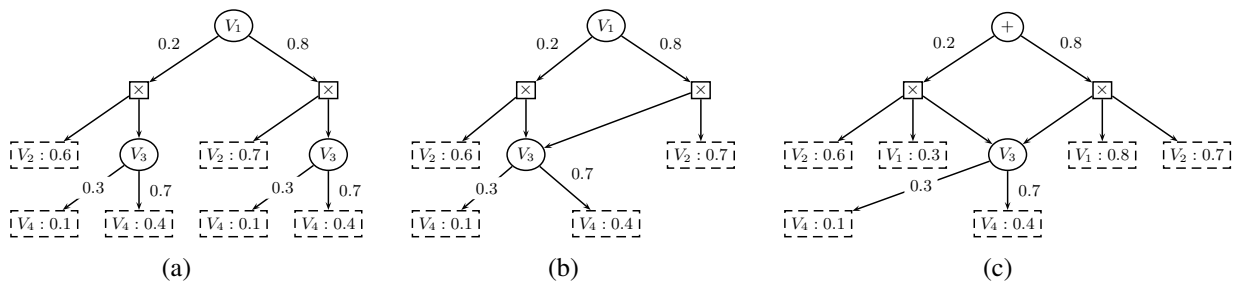 V₁ V₁ +
0.2 0.8 0.2 0.8 0.2 0.8
× × × × × ×
V₂ : 0.6 V₃ V₂ : 0.7 V₃ V₂ : 0.6 V₃ V₂ : 0.7 V₂ : 0.6 V₁ : 0.3 V₃ V₁ : 0.8 V₂ : 0.7
0.3 0.7 0.3 0.7 0.3 0.7 0.3 0.7
V₄ : 0.1 V₄ : 0.4 V₄ : 0.1 V₄ : 0.4 V₄ : 0.1 V₄ : 0.4 V₄ : 0.1 V₄ : 0.4
(a) (b) (c)